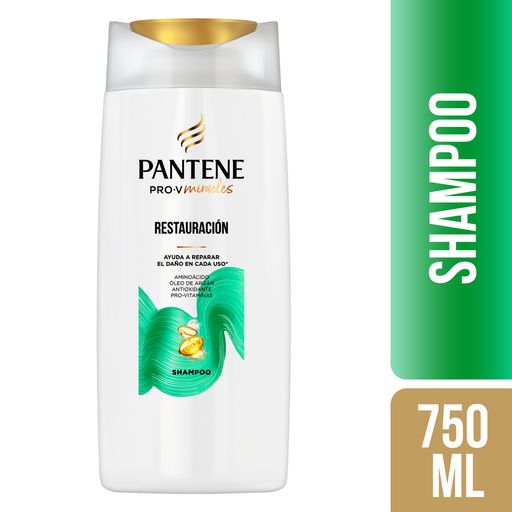 PANTENE
PRO-V miracles
RESTAURACIÓN
AYUDA A REPARAR
EL DAÑO EN CADA USO*
AMINOÁCIDO
ÓLEO DE ARGÁN
ANTIOXIDANTE
PRO-VITAMINAS
SHAMPOO
SHAMPOO
750
ML